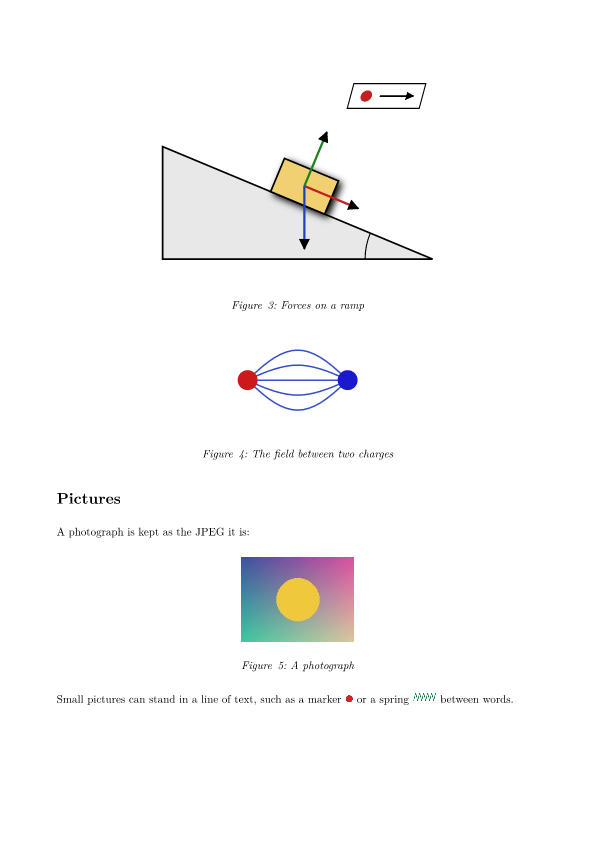 Figure 3: Forces on a ramp
Figure 4: The field between two charges
Pictures
A photograph is kept as the JPEG it is:
Figure 5: A photograph
Small pictures can stand in a line of text, such as a marker or a spring between words.